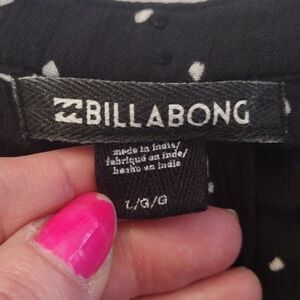 BILLABONG
made in india/
fabriqué en inde/
hecho en india
L/G/G